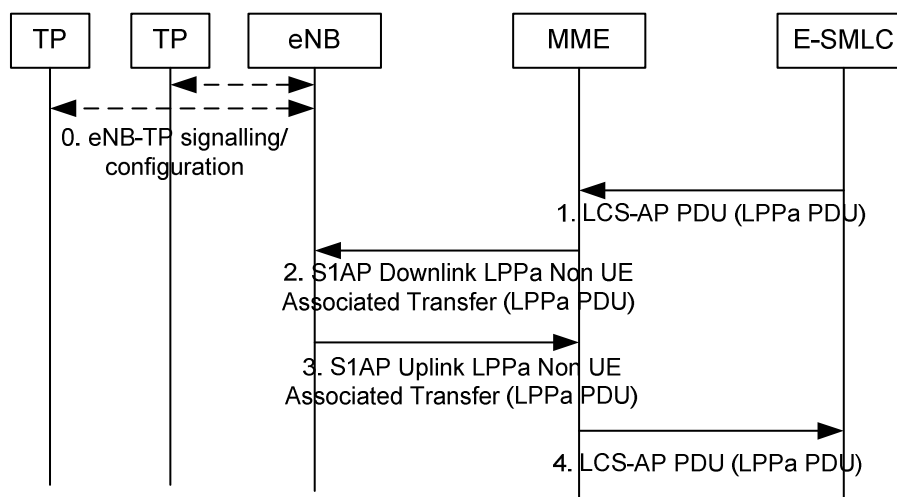 TP
TP
eNB
MME
E-SMLC
0. eNB-TP signalling/
configuration
1. LCS-AP PDU (LPPa PDU)
2. S1AP Downlink LPPa Non UE
Associated Transfer (LPPa PDU)
3. S1AP Uplink LPPa Non UE
Associated Transfer (LPPa PDU)
4. LCS-AP PDU (LPPa PDU)